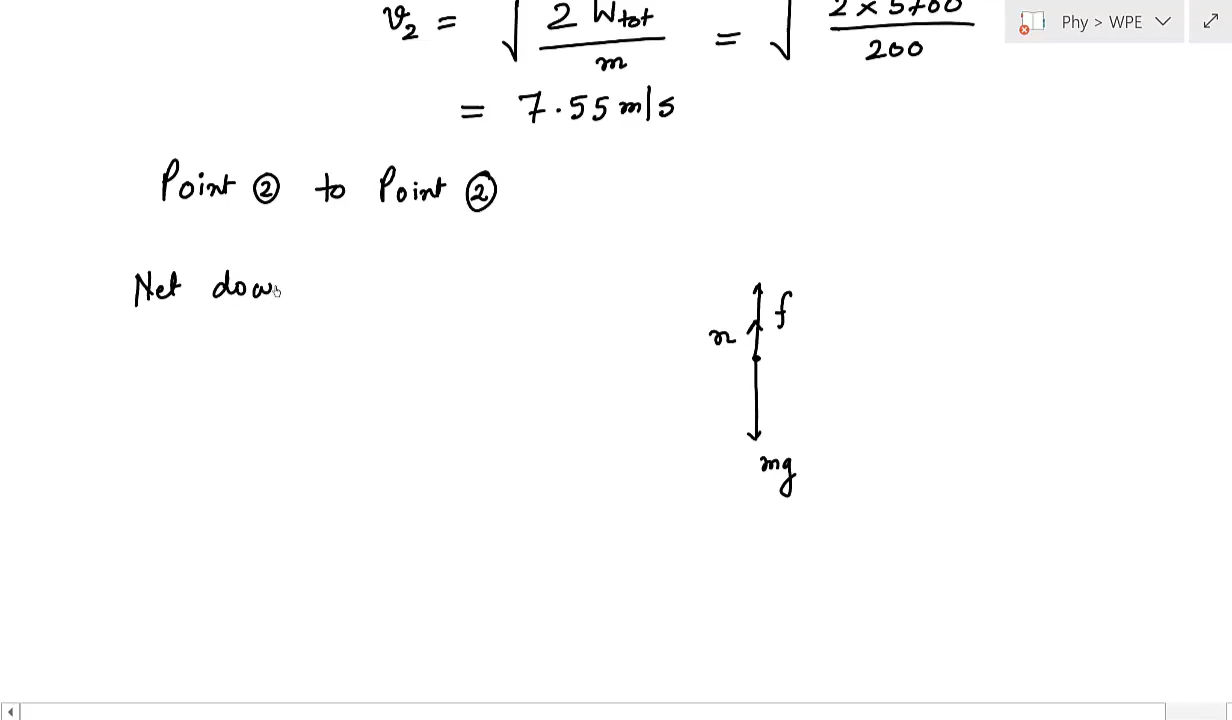 v₂ = √(2 W_tot / m) = √(2 × 5700 / 200)
Phy > WPE
= 7.55 m/s
Point ② to Point ②
Net dow
f
n
mg